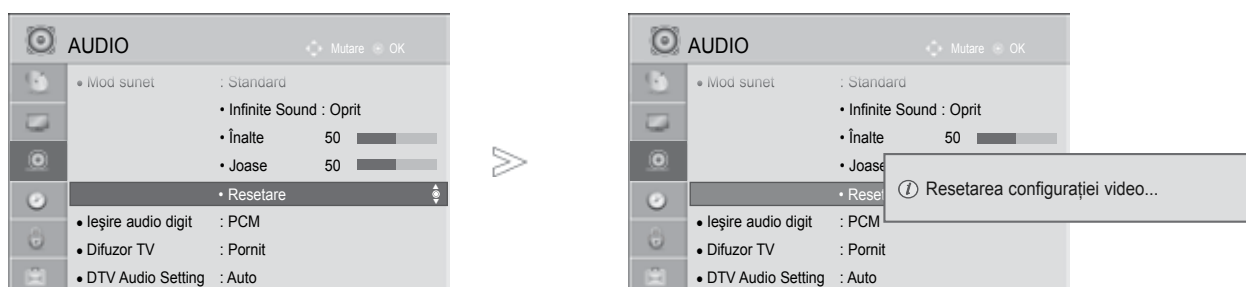 AUDIO
Mutare OK
• Mod sunet : Standard
• Infinite Sound : Oprit
• Înalte 50
• Joase 50
• Resetare
• Ieşire audio digit : PCM
• Difuzor TV : Pornit
• DTV Audio Setting : Auto
AUDIO
Mutare OK
• Mod sunet : Standard
• Infinite Sound : Oprit
• Înalte 50
• Joase
• Reset
i Resetarea configuraţiei video...
• Ieşire audio digit : PCM
• Difuzor TV : Pornit
• DTV Audio Setting : Auto